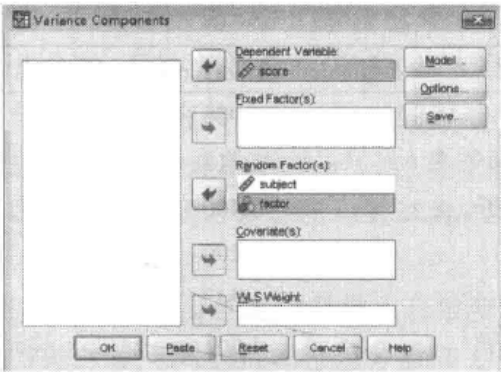 Variance Components
Dependent Variable:
score
Model...
Options...
Save...
Fixed Factor(s):
Random Factor(s):
subject
factor
Covariate(s):
WLS Weight:
OK
Paste
Reset
Cancel
Help